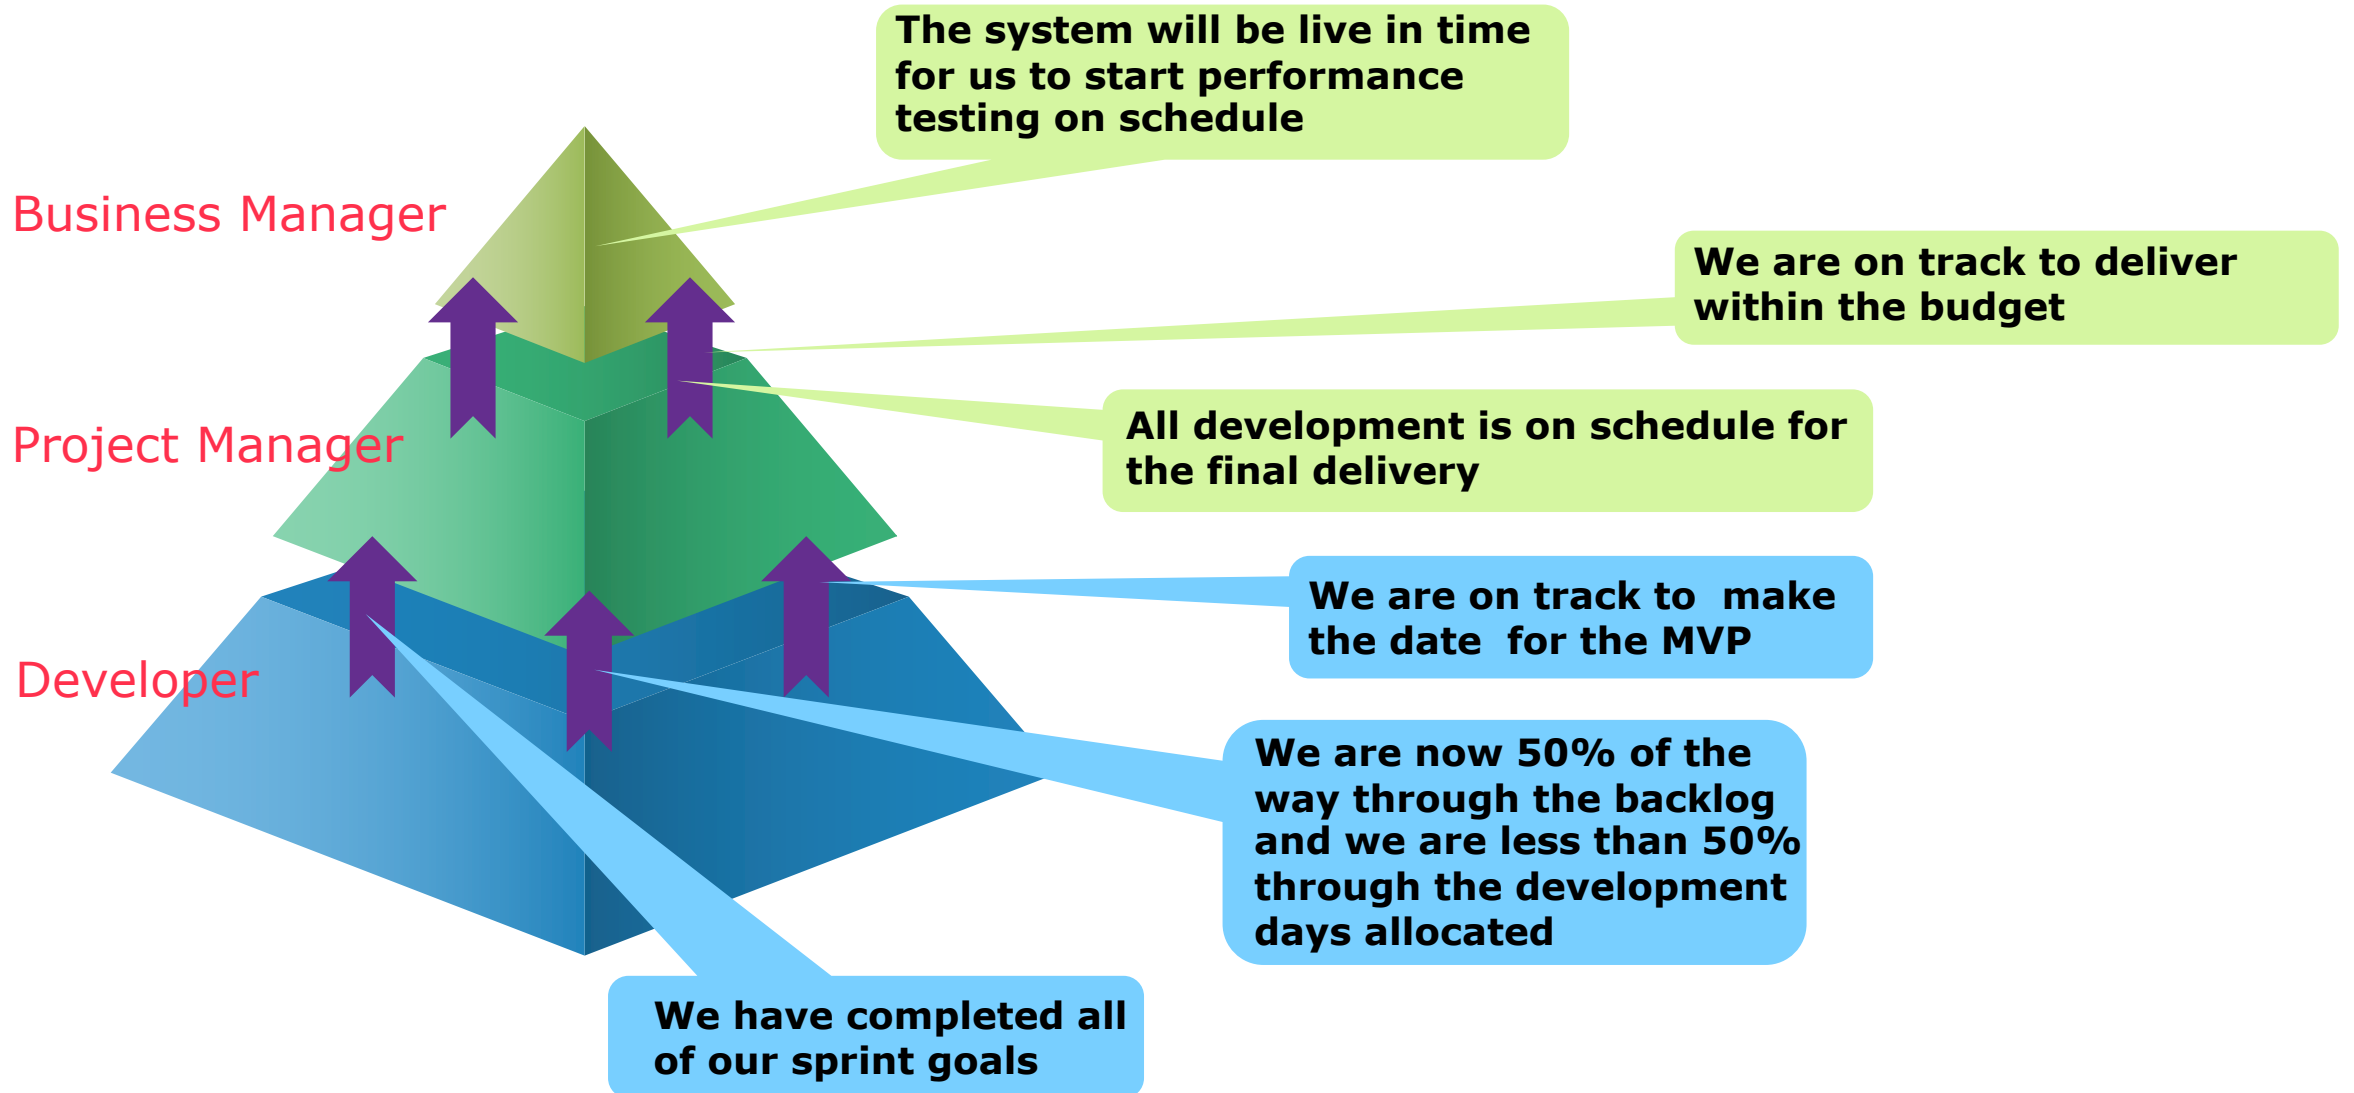 The system will be live in time
for us to start performance
testing on schedule
Business Manager
We are on track to deliver
within the budget
Project Manager
All development is on schedule for
the final delivery
We are on track to  make
the date  for the MVP
Developer
We are now 50% of the
way through the backlog
and we are less than 50%
through the development
days allocated
We have completed all
of our sprint goals